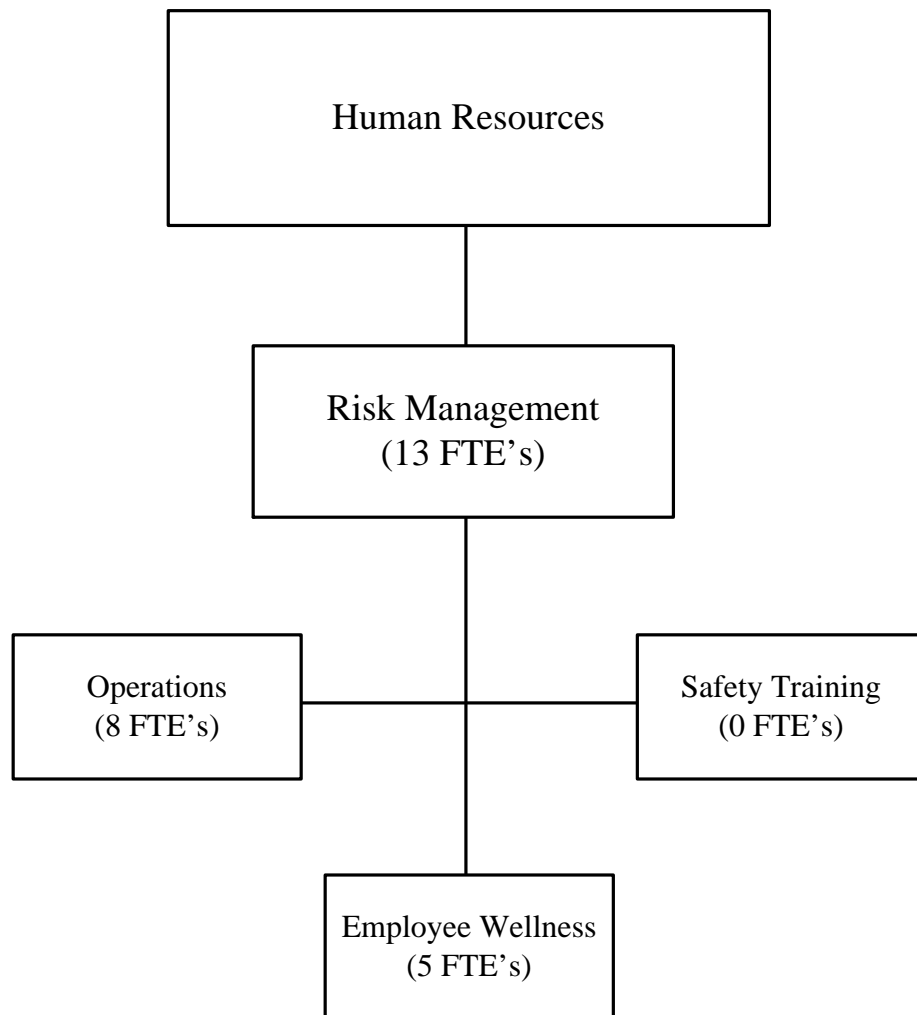 Human Resources
Risk Management
(13 FTE’s)
Operations
(8 FTE’s)
Safety Training
(0 FTE’s)
Employee Wellness
(5 FTE’s)